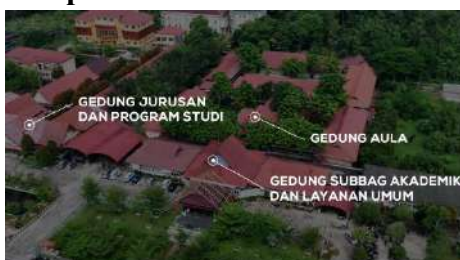 GEDUNG JURUSAN
DAN PROGRAM STUDI
GEDUNG AULA
GEDUNG SUBBAG AKADEMIK
DAN LAYANAN UMUM